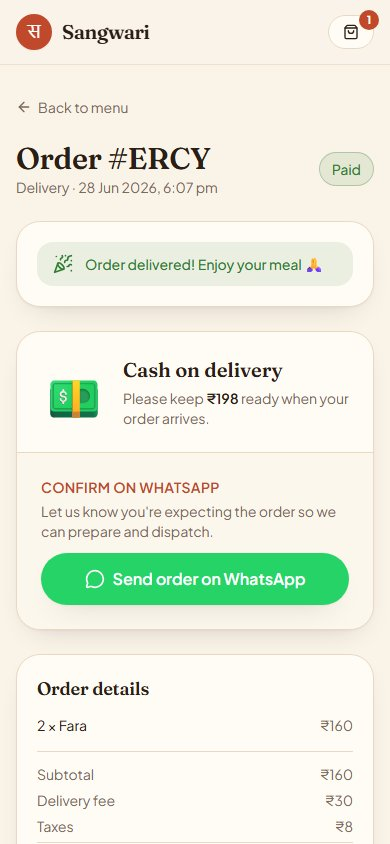 स Sangwari 1
Back to menu
Order #ERCY
Paid
Delivery · 28 Jun 2026, 6:07 pm
Order delivered! Enjoy your meal 🙏
Cash on delivery
Please keep ₹198 ready when your
order arrives.
CONFIRM ON WHATSAPP
Let us know you're expecting the order so we
can prepare and dispatch.
Send order on WhatsApp
Order details
2 × Fara ₹160
Subtotal ₹160
Delivery fee ₹30
Taxes ₹8